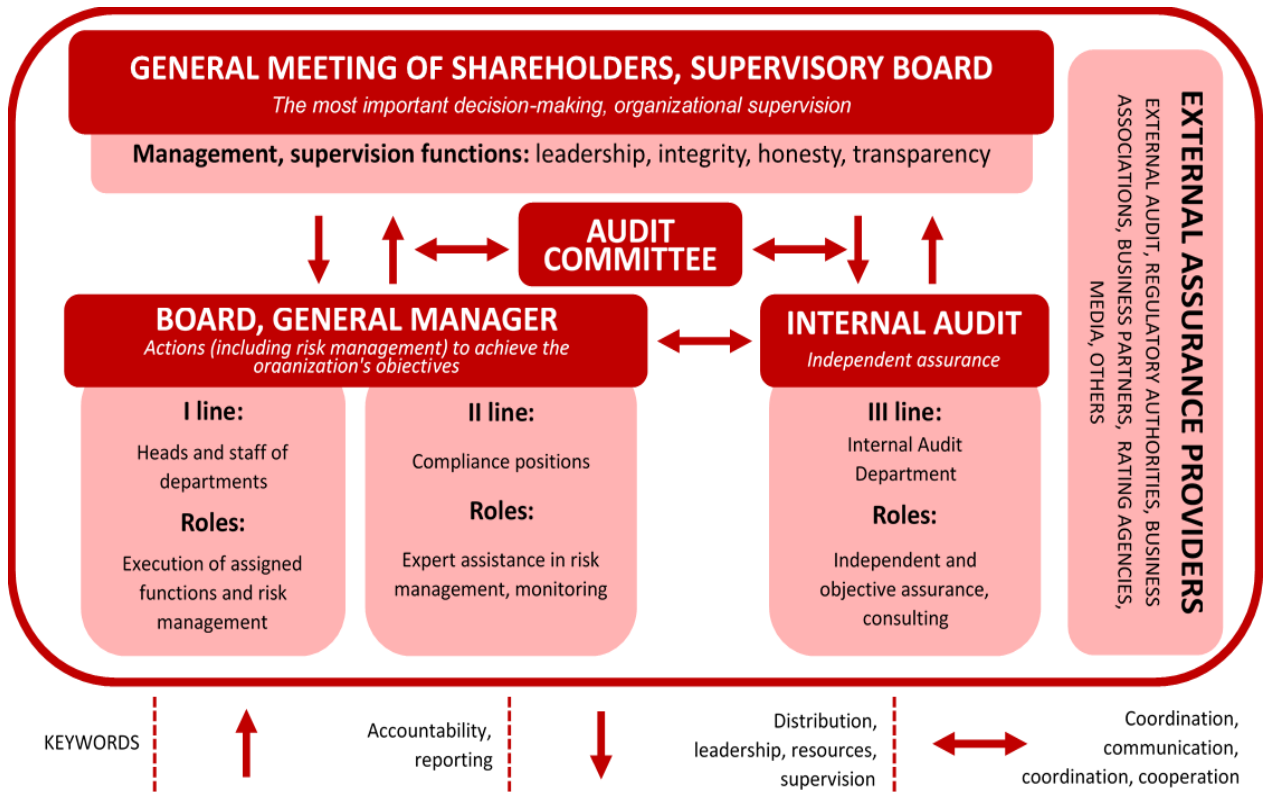 GENERAL MEETING OF SHAREHOLDERS, SUPERVISORY BOARD
The most important decision-making, organizational supervision
Management, supervision functions: leadership, integrity, honesty, transparency
AUDIT
COMMITTEE
BOARD, GENERAL MANAGER
Actions (including risk management) to achieve the
oraanization's objectives
INTERNAL AUDIT
Independent assurance
I line:
Heads and staff of
departments
Roles:
Execution of assigned
functions and risk
management
II line:
Compliance positions
Roles:
Expert assistance in risk
management, monitoring
III line:
Internal Audit
Department
Roles:
Independent and
objective assurance,
consulting
EXTERNAL ASSURANCE PROVIDERS
EXTERNAL AUDIT, REGULATORY AUTHORITIES, BUSINESS
ASSOCIATIONS, BUSINESS PARTNERS, RATING AGENCIES,
MEDIA, OTHERS
KEYWORDS
Accountability,
reporting
Distribution,
leadership, resources,
supervision
Coordination,
communication,
coordination, cooperation